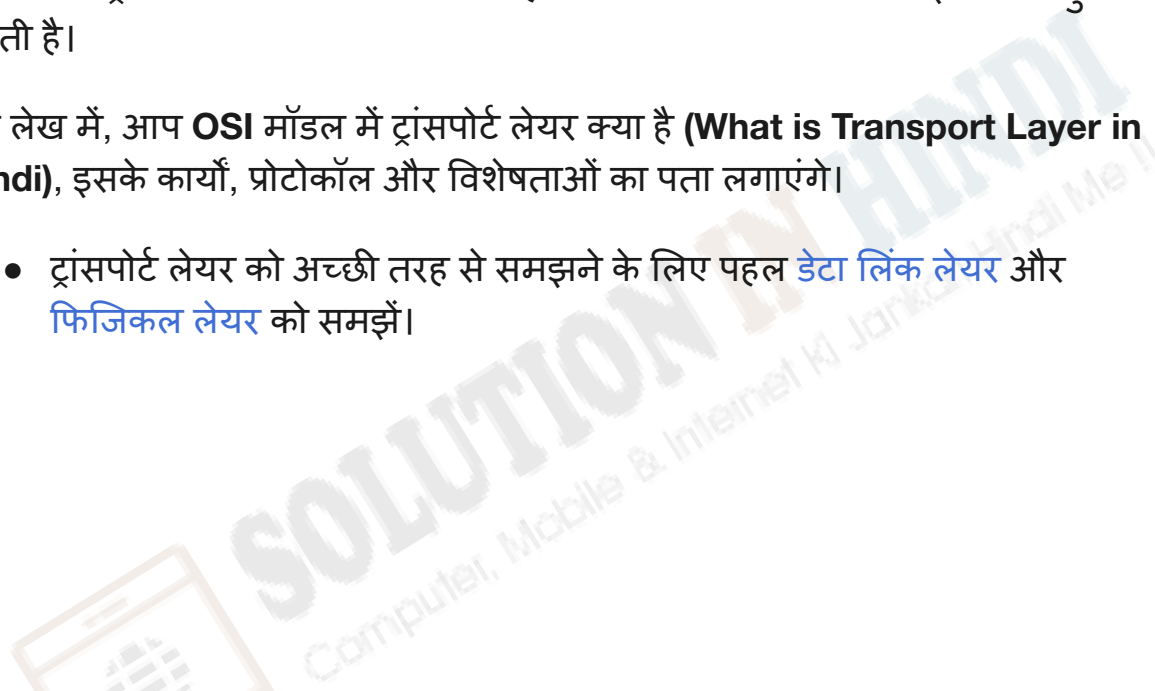 ती है।
लेख में, आप OSI मॉडल में ट्रांसपोर्ट लेयर क्या है (What is Transport Layer in
ndi), इसके कार्यों, प्रोटोकॉल और विशेषताओं का पता लगाएंगे।
● ट्रांसपोर्ट लेयर को अच्छी तरह से समझने के लिए पहल डेटा लिंक लेयर और
फिजिकल लेयर को समझें।
SOLUTION IN HINDI
Computer, Mobile & Internet Ki Jankari Hindi Me !!